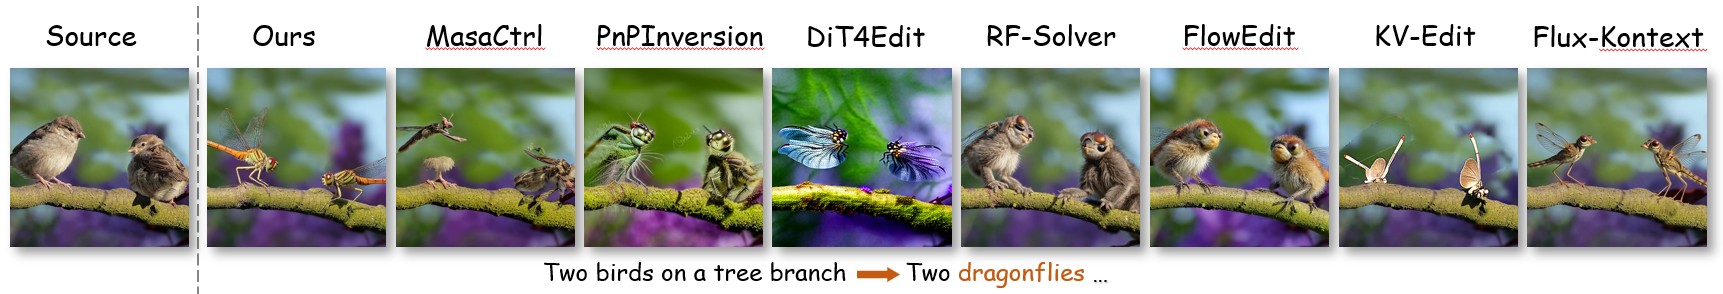 Source Ours MasaCtrl PnPInversion DiT4Edit RF-Solver FlowEdit KV-Edit Flux-Kontext
Two birds on a tree branch Two dragonflies ...